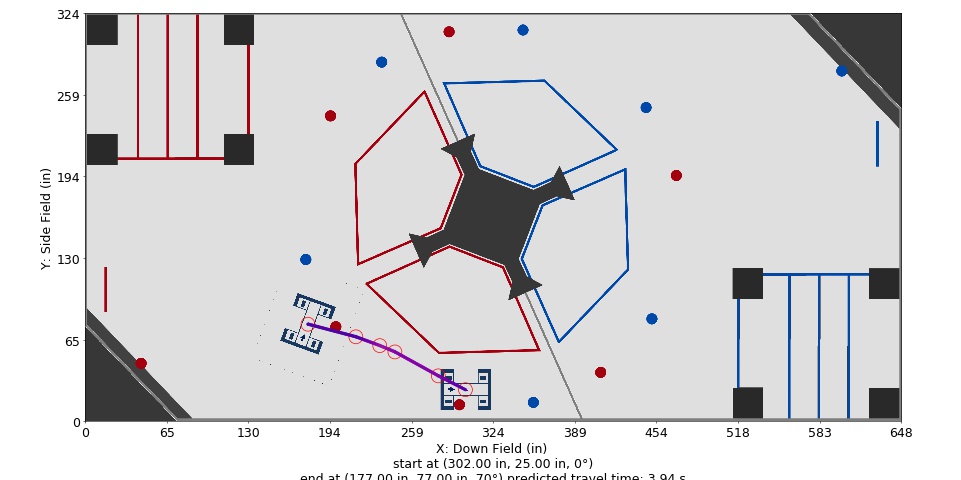 324
259
194
130
65
0
Y: Side Field (in)
0 65 130 194 259 324 389 454 518 583 648
X: Down Field (in)
start at (302.00 in, 25.00 in, 0°)
end at (177.00 in, 77.00 in, 70°) predicted travel time: 3.94 s